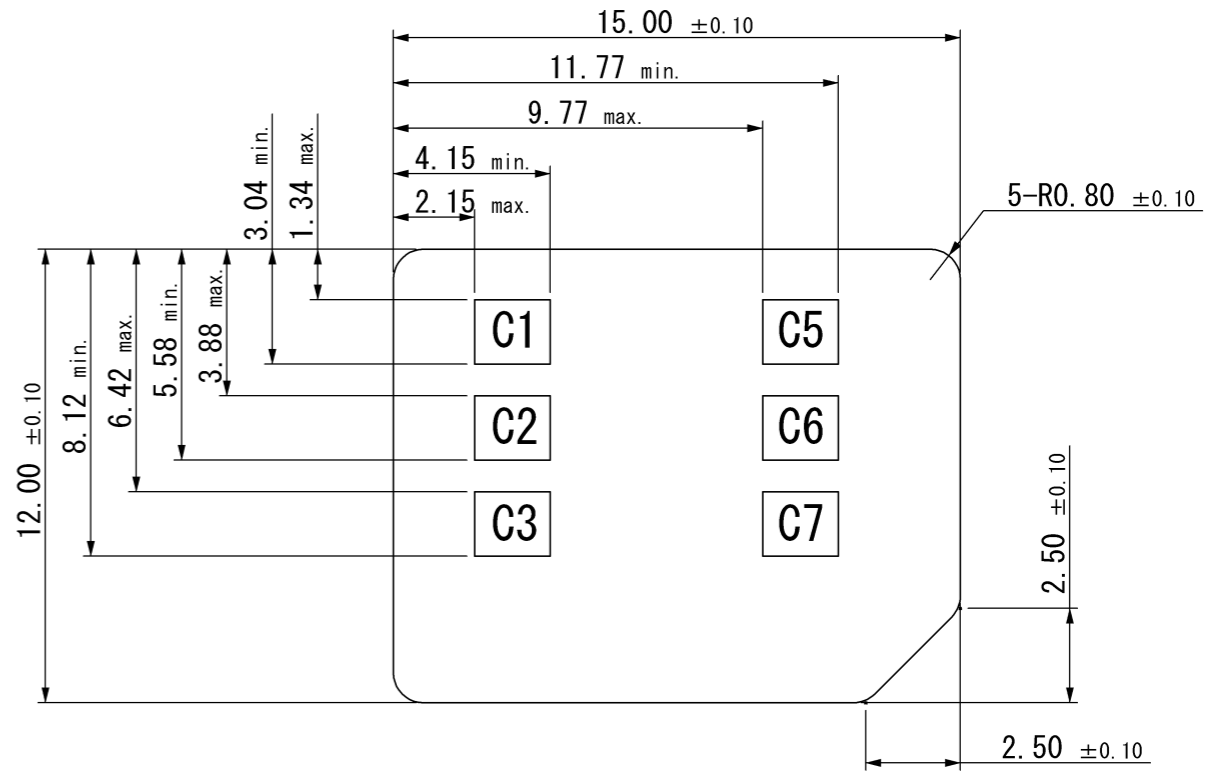 15.00 ±0.10
11.77 min.
9.77 max.
4.15 min.
2.15 max.
3.04 min.
1.34 max.
5-R0.80 ±0.10
12.00 ±0.10
8.12 min.
6.42 max.
5.58 min.
3.88 max.
C1 C5
C2 C6
C3 C7
2.50 ±0.10
2.50 ±0.10